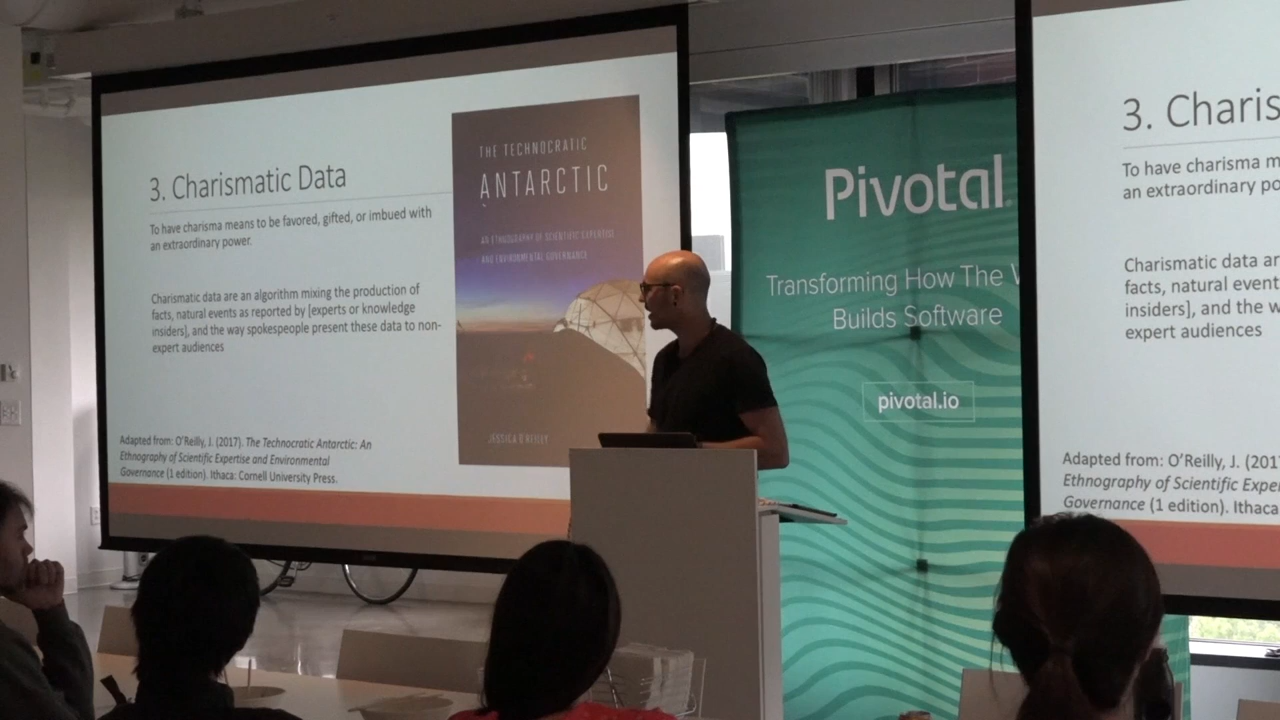 3. Charismatic Data
To have charisma means to be favored, gifted, or imbued with
an extraordinary power.
Charismatic data are an algorithm mixing the production of
facts, natural events as reported by [experts or knowledge
insiders], and the way spokespeople present these data to non-
expert audiences
Adapted from: O'Reilly, J. (2017). The Technocratic Antarctic: An
Ethnography of Scientific Expertise and Environmental
Governance (1 edition). Ithaca: Cornell University Press.
THE TECHNOCRATIC
ANTARCTIC
AN ETHNOGRAPHY OF SCIENTIFIC EXPERTISE
AND ENVIRONMENTAL GOVERNANCE
JESSICA O'REILLY
Pivotal
Transforming How The
Builds Software
pivotal.io
3. Charis
To have charisma m
an extraordinary po
Charismatic data ar
facts, natural event
insiders], and the w
expert audiences
Adapted from: O'Reilly, J. (201
Ethnography of Scientific Exper
Governance (1 edition). Ithaca